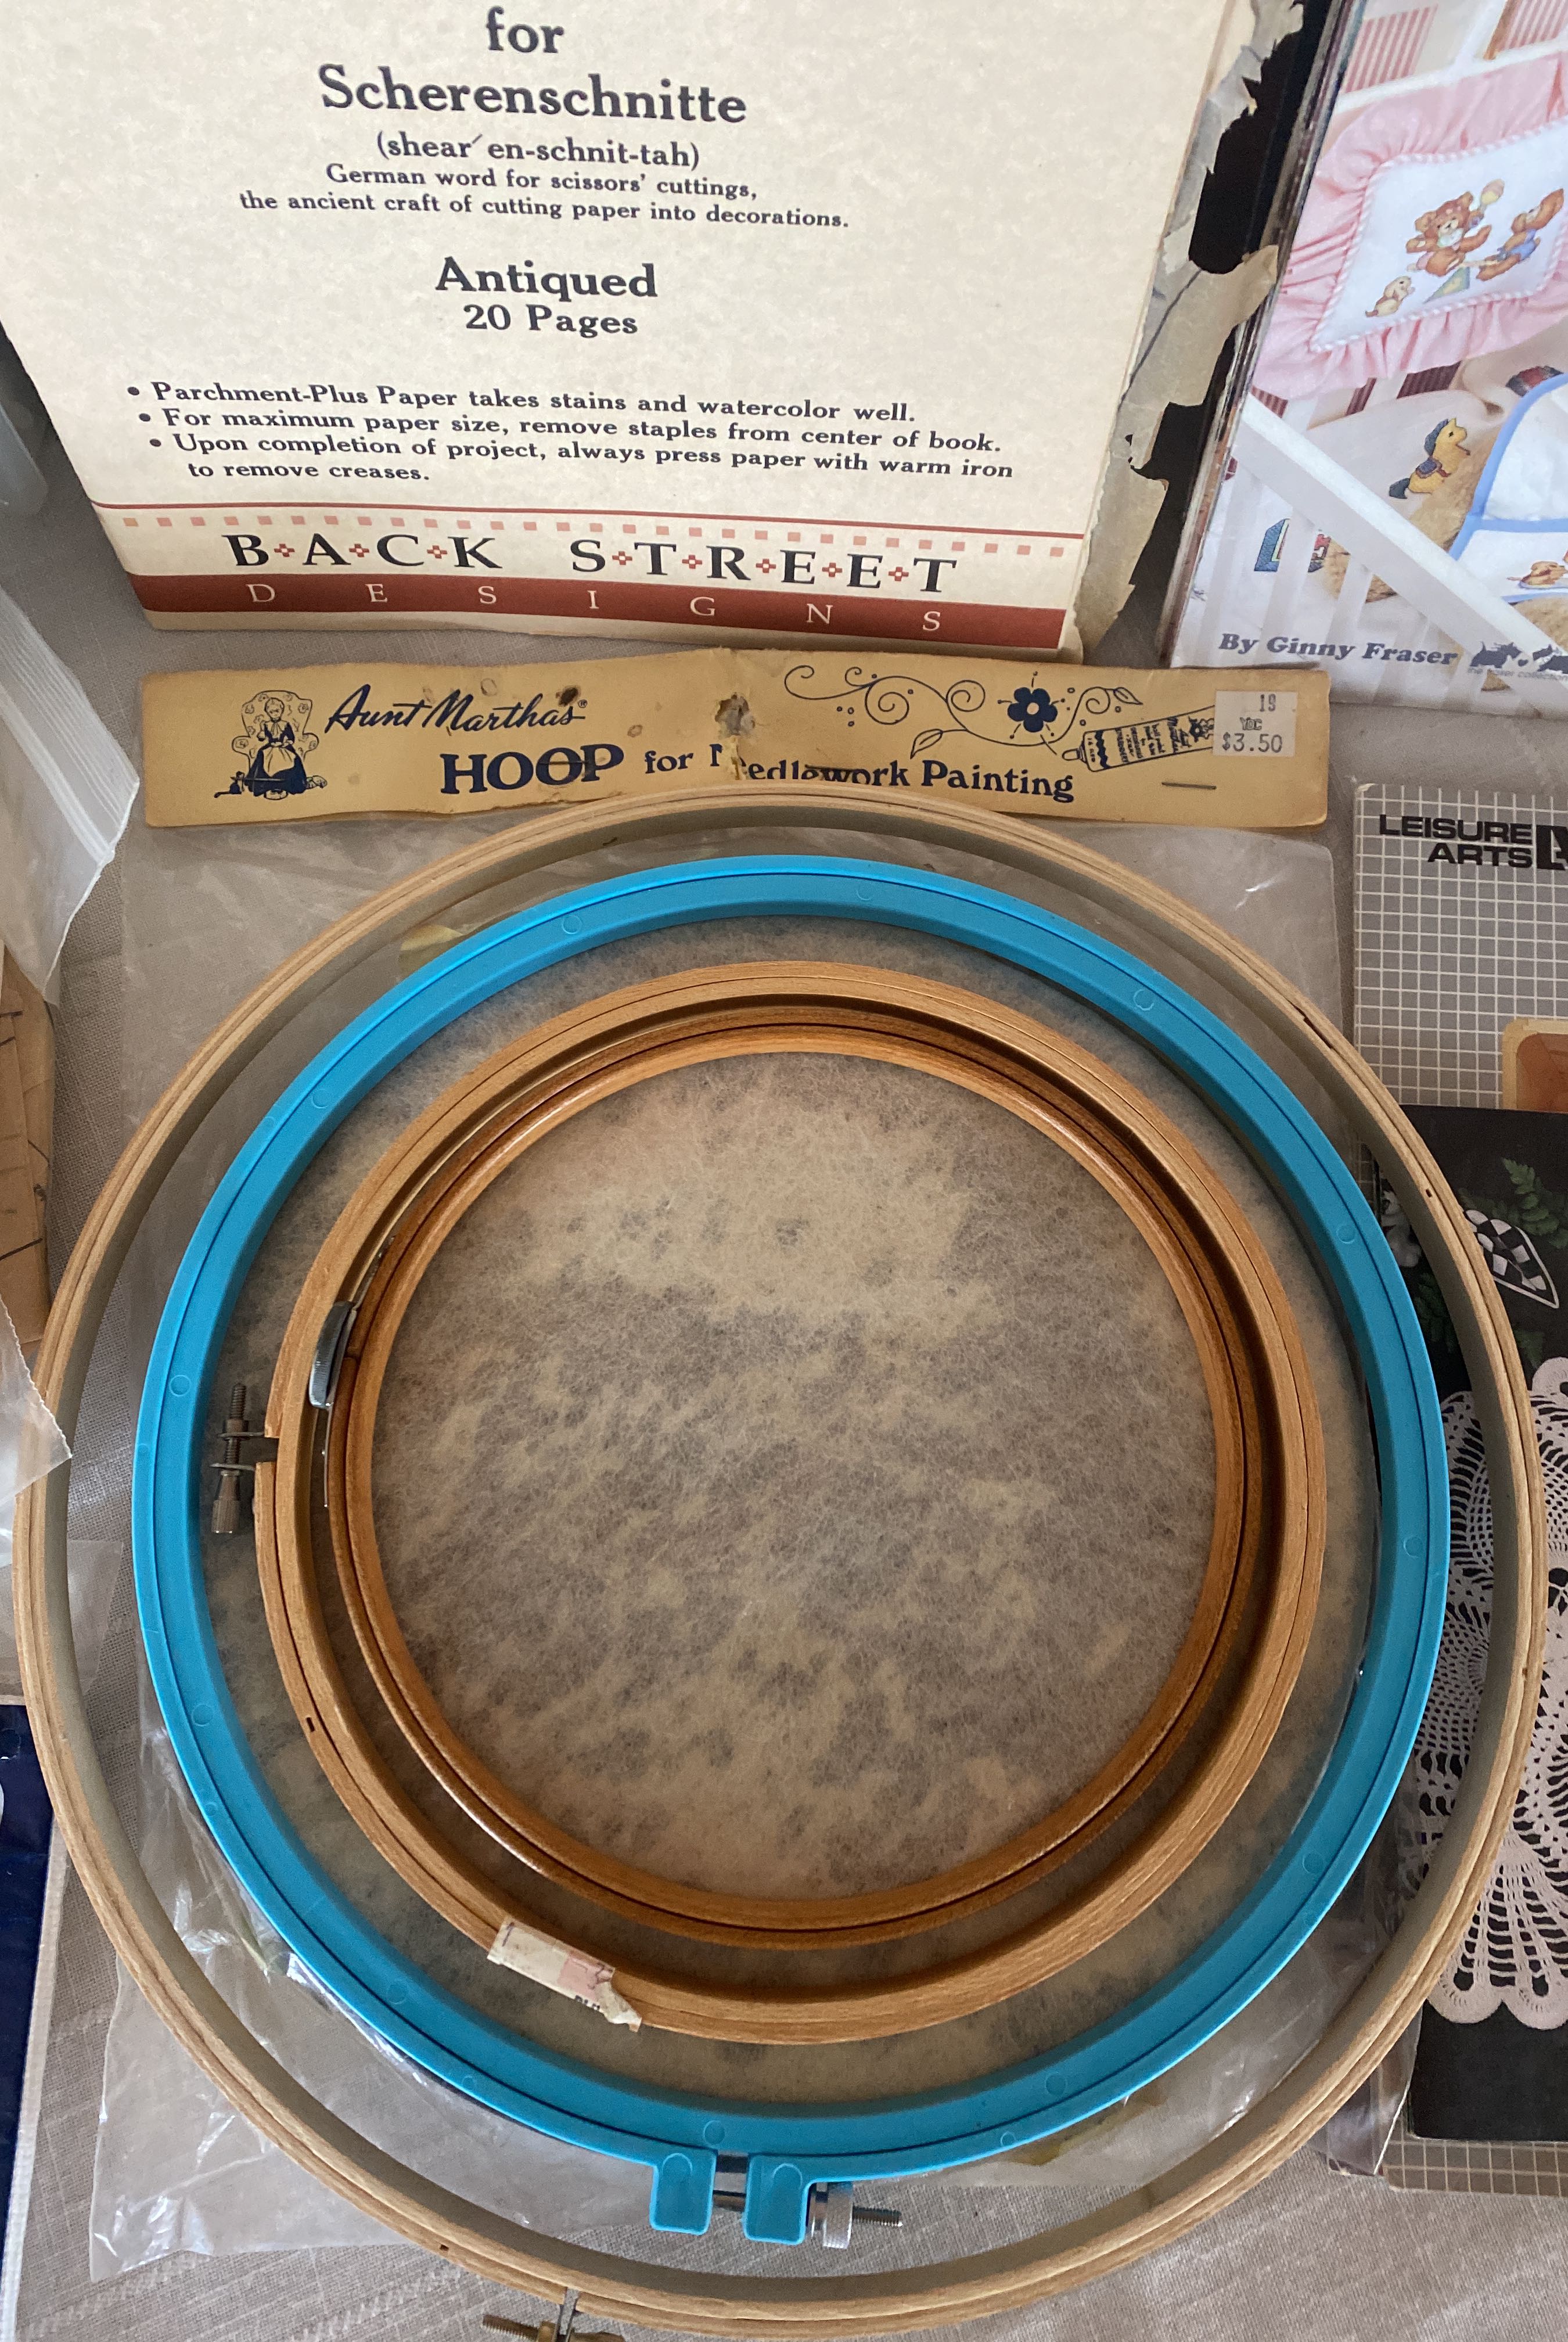 for
Scherenschnitte
(shear′ en-schnit-tah)
German word for scissors' cuttings,
the ancient craft of cutting paper into decorations.
Antiqued
20 Pages
• Parchment-Plus Paper takes stains and watercolor well.
• For maximum paper size, remove staples from center of book.
• Upon completion of project, always press paper with warm iron
to remove creases.
B A C K S T R E E T
D E S I G N S
By Ginny Fraser
Aunt Martha's®
HOOP for Needlework Painting
$3.50
LEISURE
ARTS